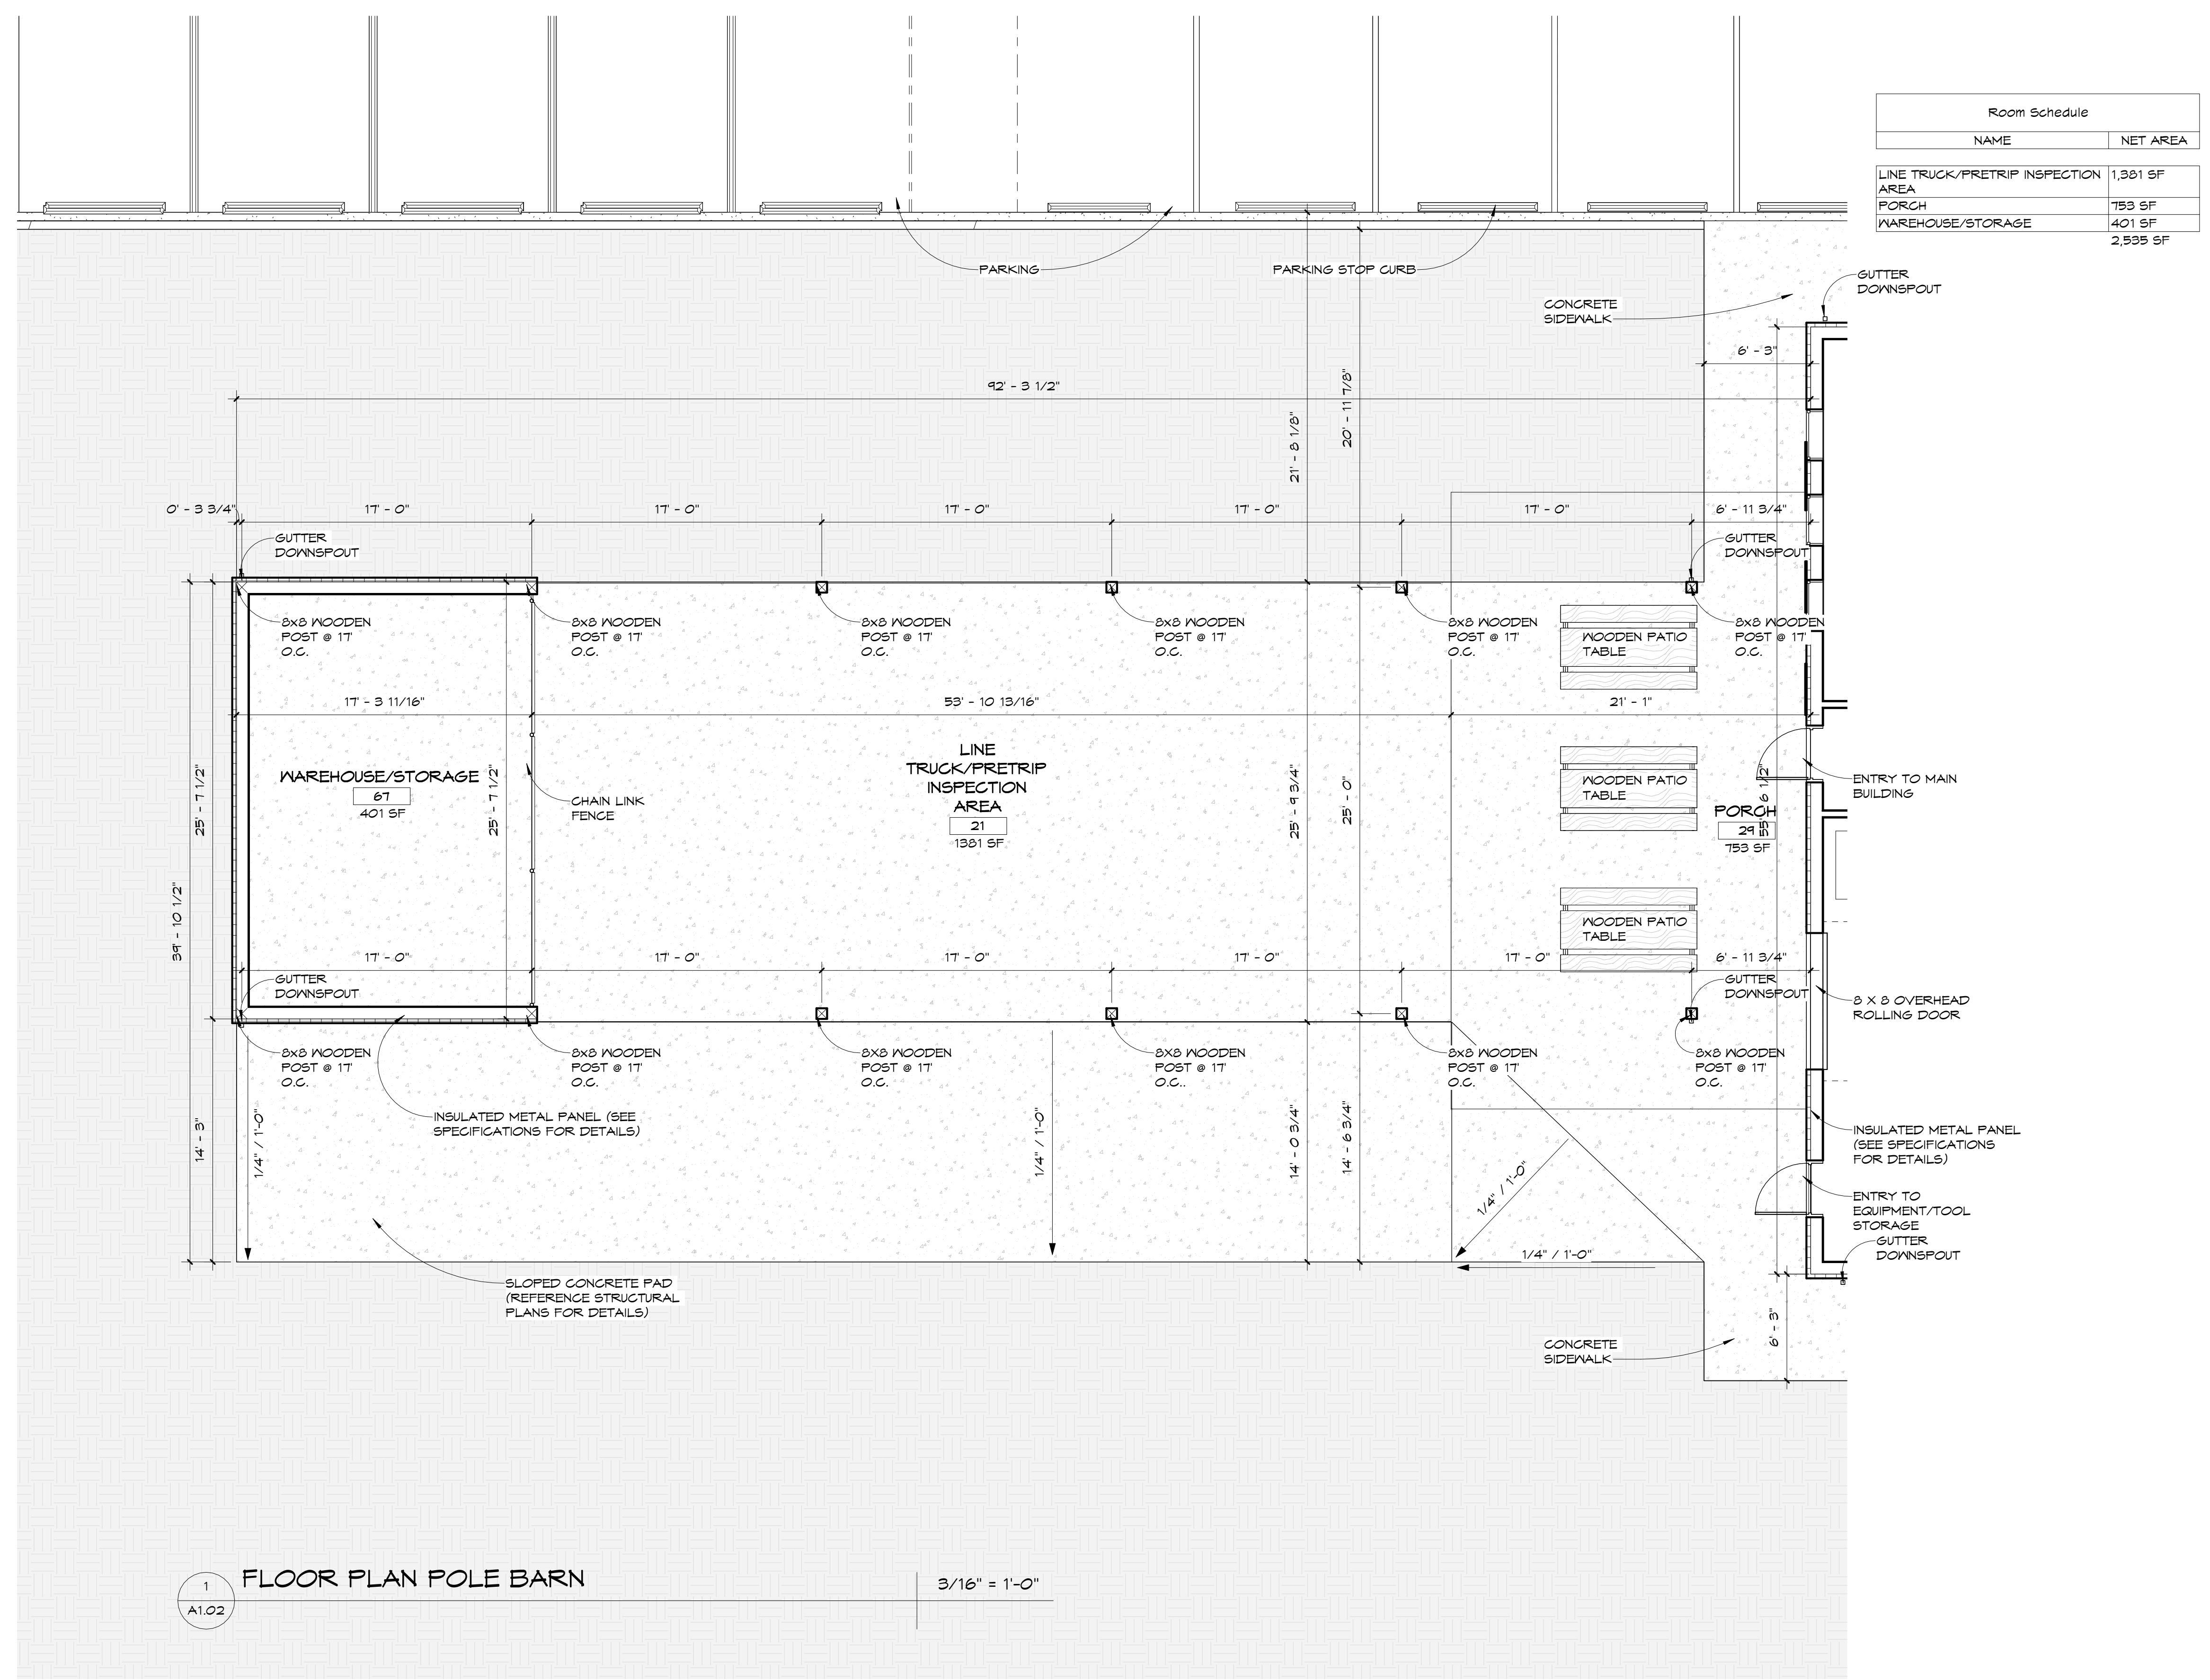 Room Schedule
NAME NET AREA
LINE TRUCK/PRETRIP INSPECTION AREA 1,381 SF
PORCH 753 SF
WAREHOUSE/STORAGE 401 SF
2,535 SF
PARKING
PARKING STOP CURB
GUTTER
DOWNSPOUT
CONCRETE
SIDEWALK
6' - 3"
92' - 3 1/2"
21' - 8 1/8"
20' - 11 7/8"
0' - 3 3/4"
17' - 0"
17' - 0"
17' - 0"
17' - 0"
17' - 0"
6' - 11 3/4"
GUTTER
DOWNSPOUT
GUTTER
DOWNSPOUT
8x8 WOODEN
POST @ 17'
O.C.
8x8 WOODEN
POST @ 17'
O.C.
8x8 WOODEN
POST @ 17'
O.C.
8x8 WOODEN
POST @ 17'
O.C.
8x8 WOODEN
POST @ 17'
O.C.
8x8 WOODEN
POST @ 17'
O.C.
WOODEN PATIO
TABLE
17' - 3 11/16"
53' - 10 13/16"
21' - 1"
WAREHOUSE/STORAGE
67
401 SF
LINE
TRUCK/PRETRIP
INSPECTION
AREA
21
1381 SF
25' - 7 1/2"
25' - 7 1/2"
39' - 10 1/2"
CHAIN LINK
FENCE
25' - 9 3/4"
25' - 0"
WOODEN PATIO
TABLE
PORCH
29
753 SF
55' - 6 1/2"
ENTRY TO MAIN
BUILDING
WOODEN PATIO
TABLE
17' - 0"
17' - 0"
17' - 0"
17' - 0"
17' - 0"
6' - 11 3/4"
GUTTER
DOWNSPOUT
GUTTER
DOWNSPOUT
8 X 8 OVERHEAD
ROLLING DOOR
8x8 WOODEN
POST @ 17'
O.C.
8x8 WOODEN
POST @ 17'
O.C.
8X8 WOODEN
POST @ 17'
O.C.
8X8 WOODEN
POST @ 17'
O.C..
8x8 WOODEN
POST @ 17'
O.C.
8x8 WOODEN
POST @ 17'
O.C.
INSULATED METAL PANEL (SEE
SPECIFICATIONS FOR DETAILS)
INSULATED METAL PANEL
(SEE SPECIFICATIONS
FOR DETAILS)
14' - 3"
1/4" / 1'-0"
1/4" / 1'-0"
14' - 0 3/4"
14' - 6 3/4"
1/4" / 1'-0"
1/4" / 1'-0"
ENTRY TO
EQUIPMENT/TOOL
STORAGE
GUTTER
DOWNSPOUT
SLOPED CONCRETE PAD
(REFERENCE STRUCTURAL
PLANS FOR DETAILS)
CONCRETE
SIDEWALK
6' - 3"
1
A1.02
FLOOR PLAN POLE BARN
3/16" = 1'-0"